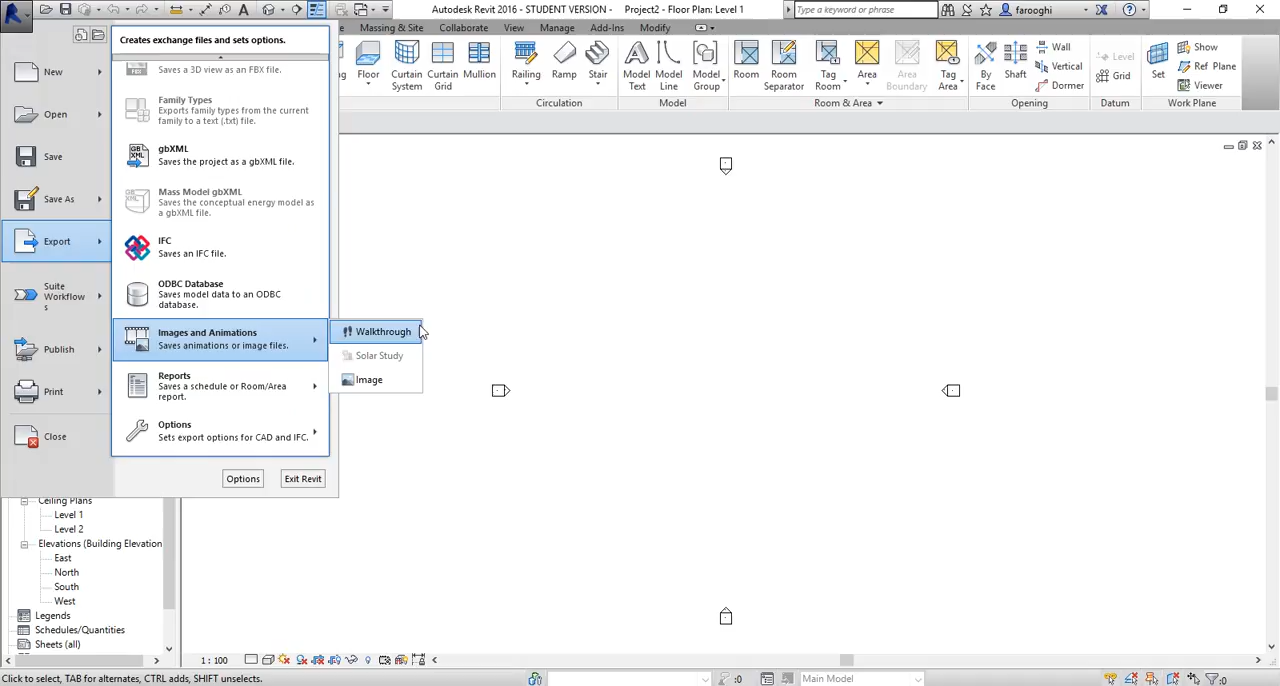 Autodesk Revit 2016 - STUDENT VERSION - Project2 - Floor Plan: Level 1
Type a keyword or phrase
farooghi
Massing & Site
Collaborate
View
Manage
Add-Ins
Modify
Creates exchange files and sets options.
Saves a 3D view as an FBX file.
Family Types
Exports family types from the current
family to a text (.txt) file.
gbXML
Saves the project as a gbXML file.
Mass Model gbXML
Saves the conceptual energy model as
a gbXML file.
IFC
Saves an IFC file.
ODBC Database
Saves model data to an ODBC
database.
Images and Animations
Saves animations or image files.
Reports
Saves a schedule or Room/Area
report.
Options
Sets export options for CAD and IFC.
Walkthrough
Solar Study
Image
New
Open
Save
Save As
Export
Suite
Workflow
s
Publish
Print
Close
Options
Exit Revit
Floor
Curtain
System
Curtain
Grid
Mullion
Railing
Ramp
Stair
Circulation
Model
Text
Model
Line
Model
Group
Model
Room
Room
Separator
Tag
Room
Area
Area
Boundary
Tag
Area
Room & Area
By
Face
Shaft
Wall
Vertical
Dormer
Opening
Level
Grid
Datum
Set
Show
Ref Plane
Viewer
Work Plane
Ceiling Plans
Level 1
Level 2
Elevations (Building Elevation
East
North
South
West
Legends
Schedules/Quantities
Sheets (all)
1 : 100
Click to select, TAB for alternates, CTRL adds, SHIFT unselects.
:0
Main Model
:0